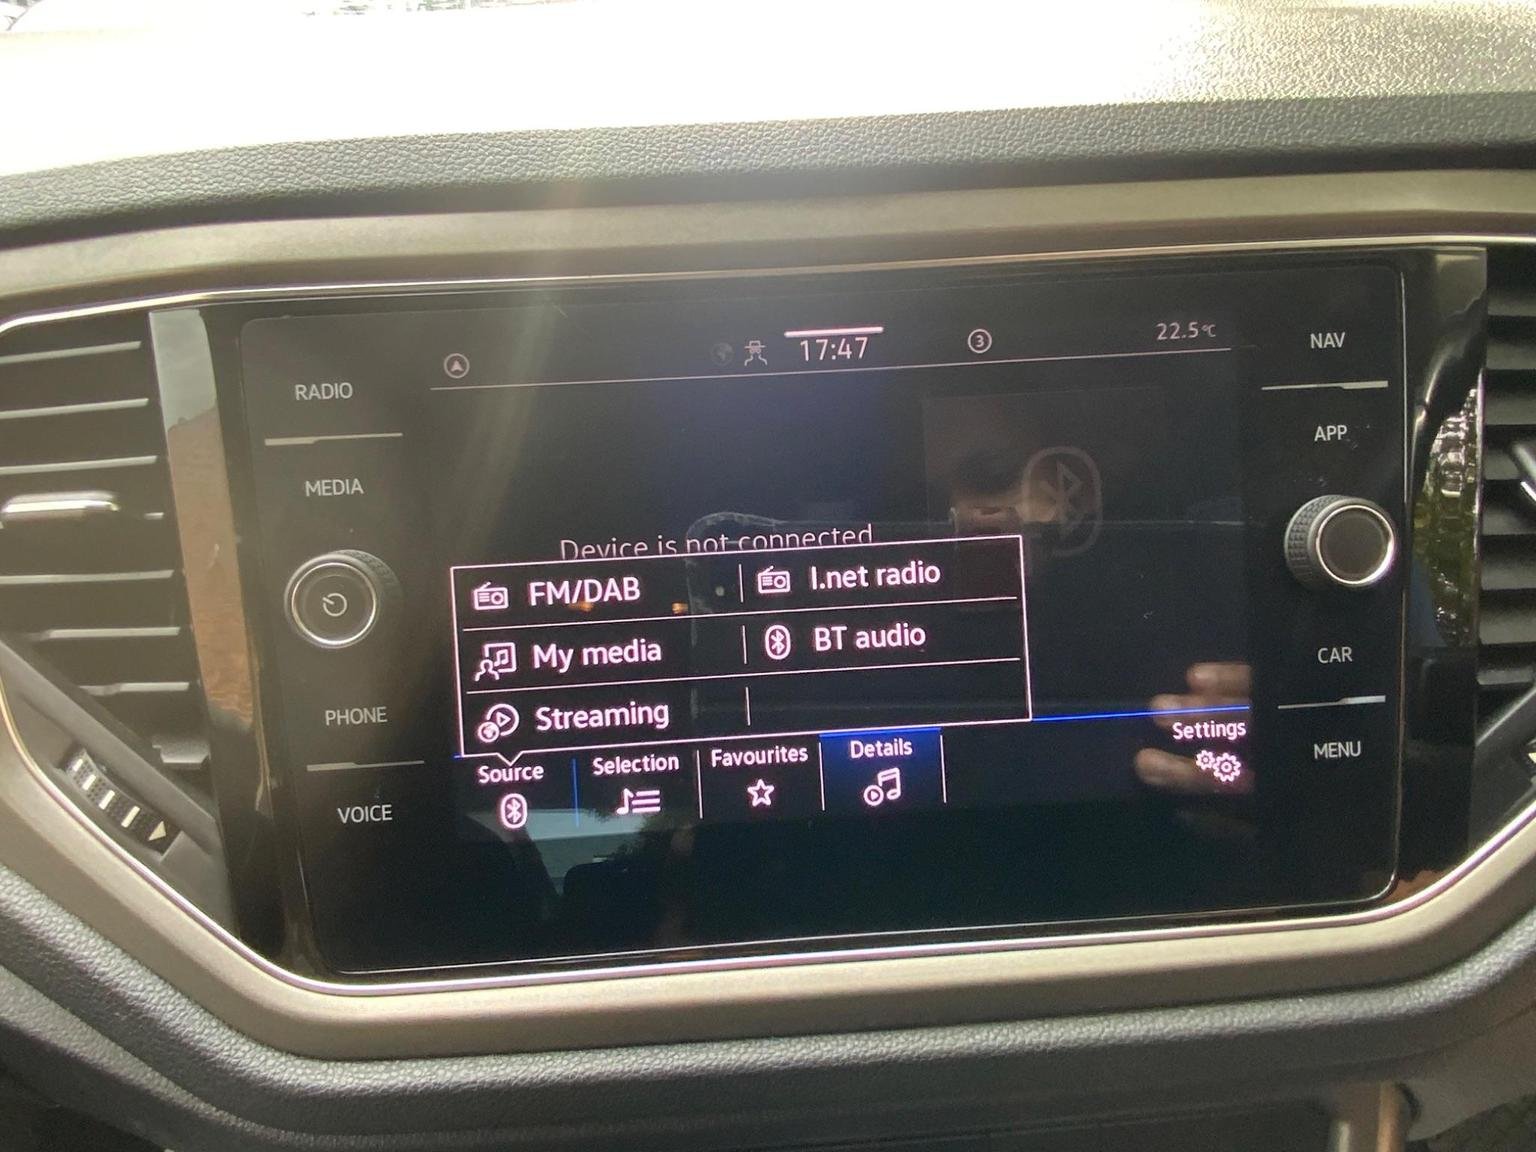 17:47
3
22.5°C
RADIO
MEDIA
PHONE
VOICE
Device is not connected
FM/DAB
I.net radio
My media
BT audio
Streaming
Source
Selection
Favourites
Details
Settings
NAV
APP
CAR
MENU